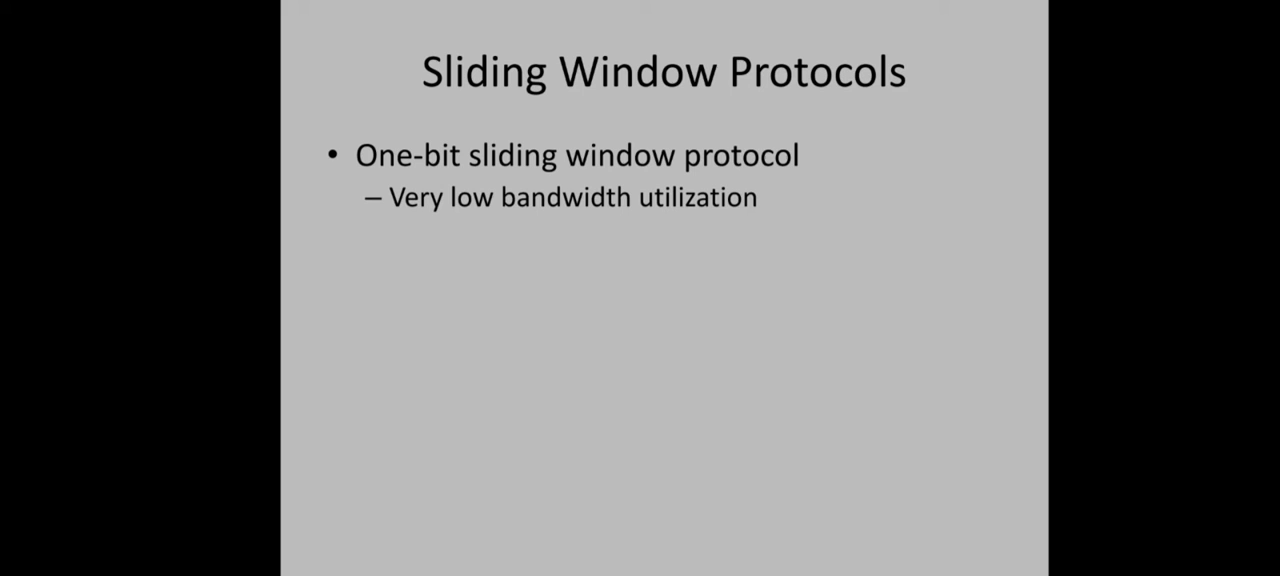 Sliding Window Protocols
• One-bit sliding window protocol
– Very low bandwidth utilization